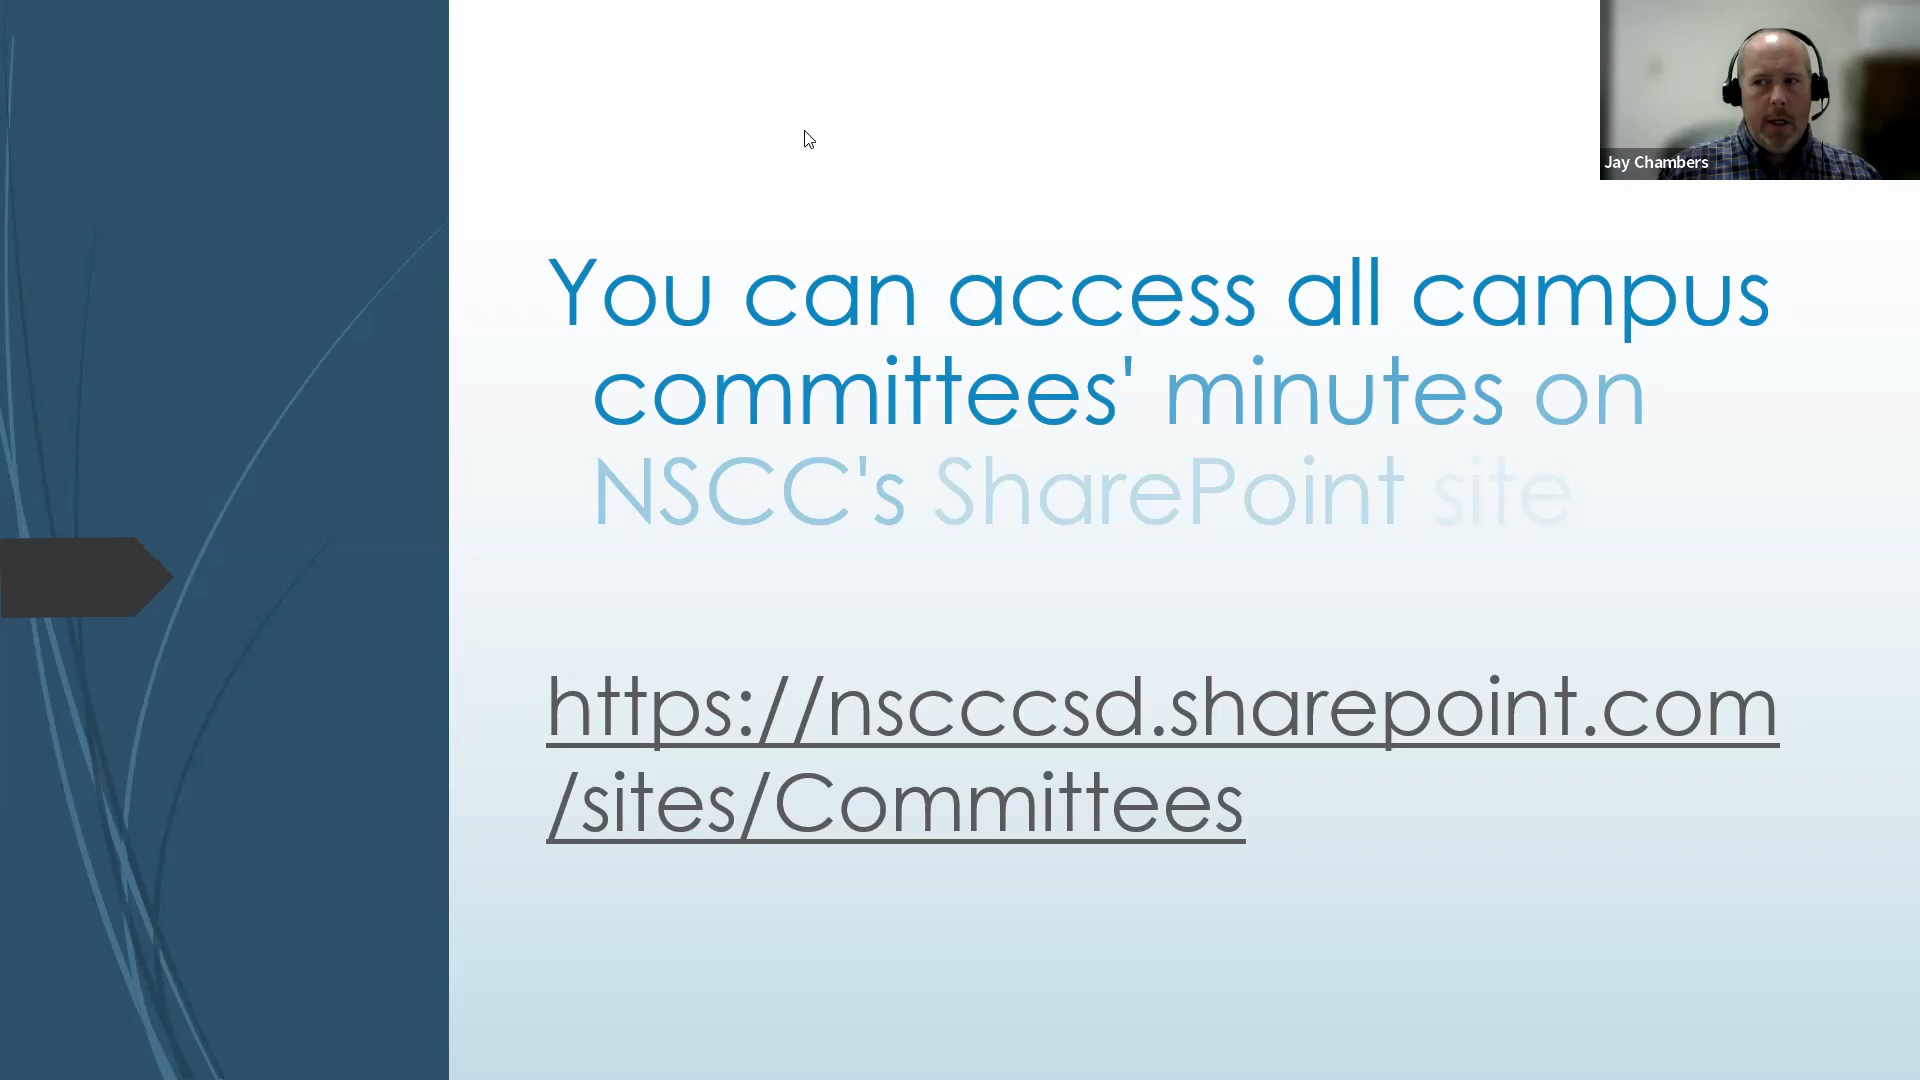 Jay Chambers
You can access all campus
committees' minutes on
NSCC's SharePoint site
https://nscccsd.sharepoint.com
/sites/Committees